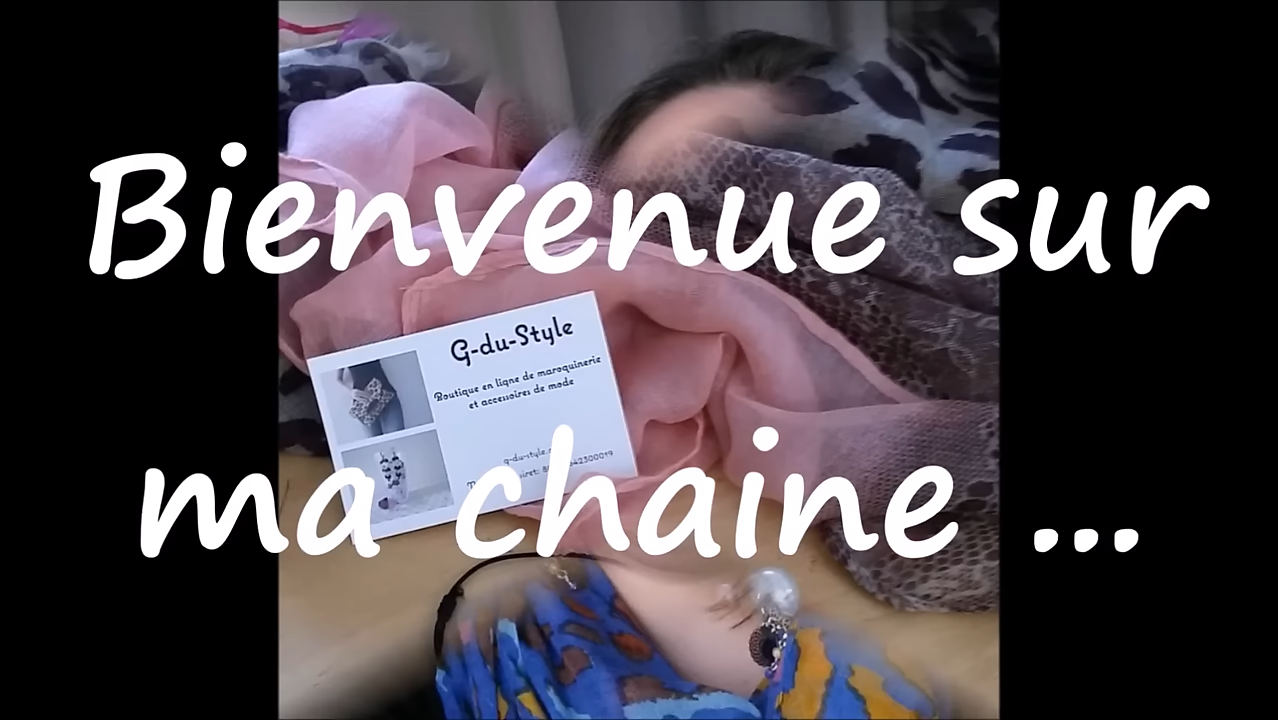 Bienvenue sur
G-du-Style
Boutique en ligne de maroquinerie
et accessoires de mode
ma chaine ...